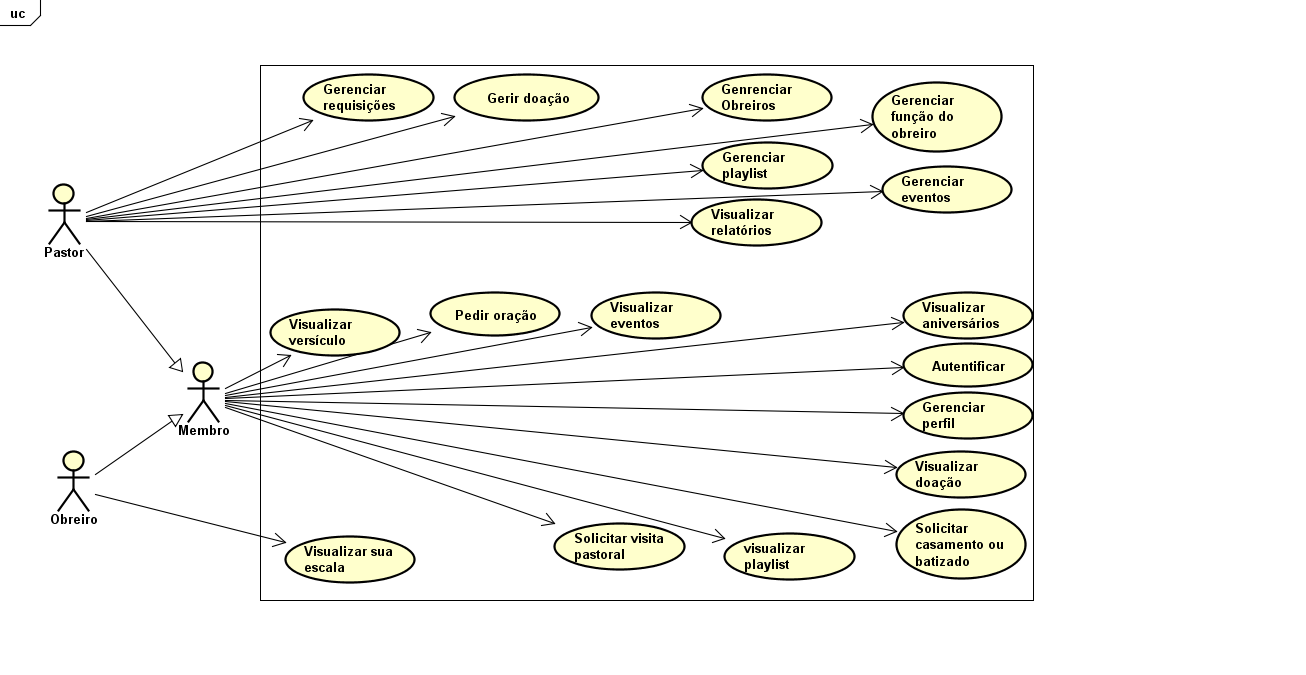 uc
Gerenciar
requisições
Gerir doação
Genrenciar
Obreiros
Gerenciar
função do
obreiro
Gerenciar
playlist
Gerenciar
eventos
Visualizar
relatórios
Pastor
Visualizar
versículo
Pedir oração
Visualizar
eventos
Visualizar
aniversários
Autentificar
Gerenciar
perfil
Membro
Visualizar
doação
Obreiro
Visualizar sua
escala
Solicitar visita
pastoral
visualizar
playlist
Solicitar
casamento ou
batizado